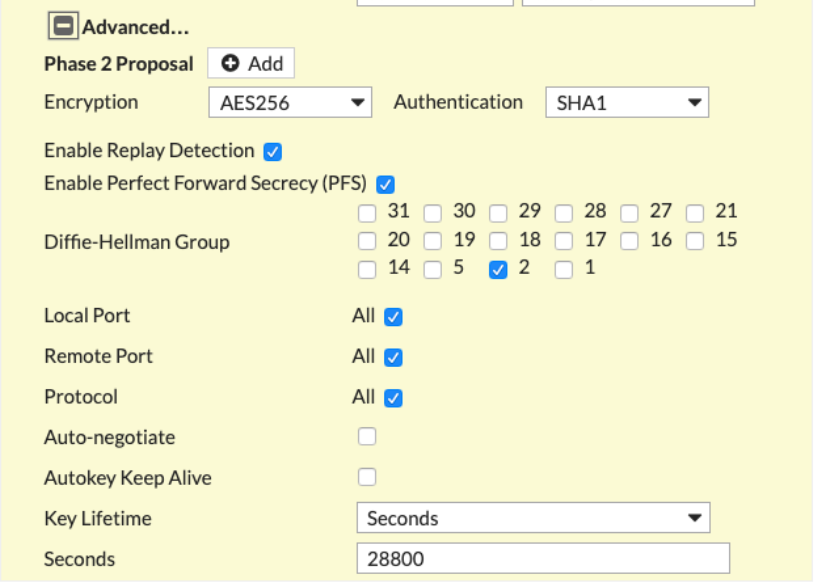 Advanced...
Phase 2 Proposal Add
Encryption AES256 Authentication SHA1
Enable Replay Detection
Enable Perfect Forward Secrecy (PFS)
31 30 29 28 27 21
Diffie-Hellman Group 20 19 18 17 16 15
14 5 2 1
Local Port All
Remote Port All
Protocol All
Auto-negotiate
Autokey Keep Alive
Key Lifetime Seconds
Seconds 28800